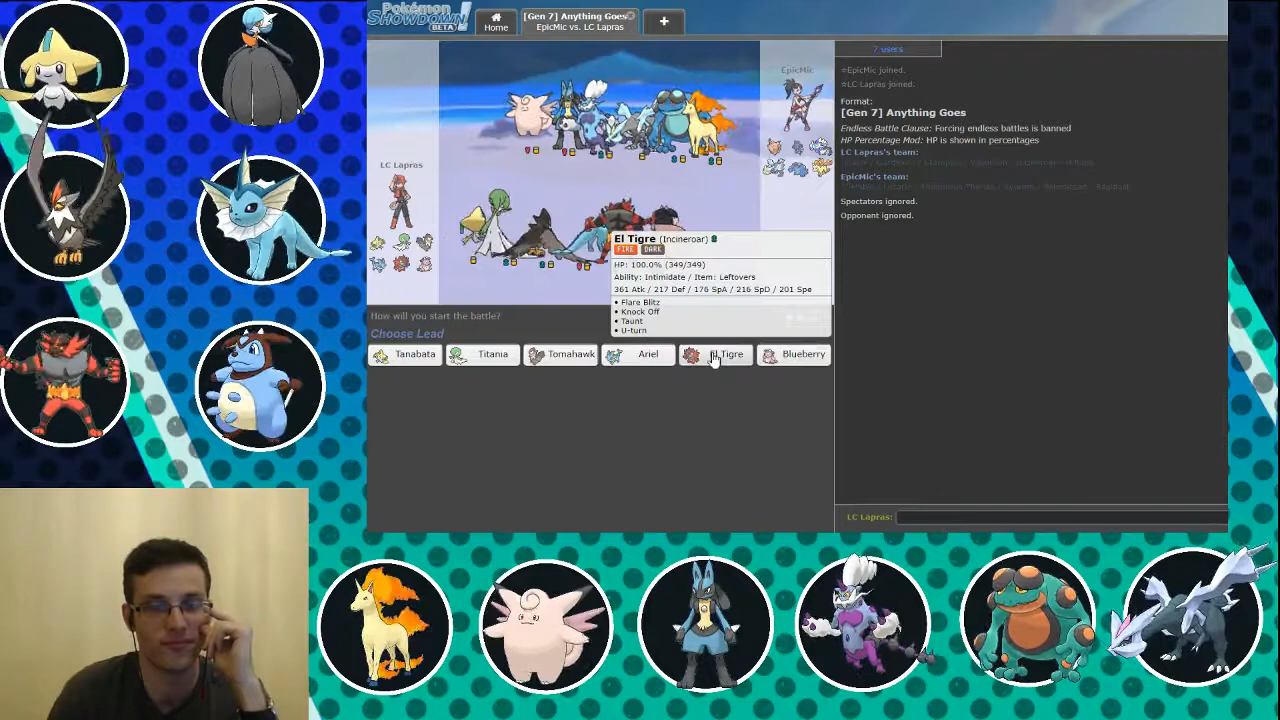 Pokémon
SHOWDOWN!
BETA
Home
[Gen 7] Anything Goes
EpicMic vs. LC Lapras
+
7 users
EpicMic
LC Lapras
☆EpicMic joined.
☆LC Lapras joined.
Format:
[Gen 7] Anything Goes
Endless Battle Clause: Forcing endless battles is banned
HP Percentage Mod: HP is shown in percentages
LC Lapras's team:
EpicMic's team:
Spectators ignored.
Opponent ignored.
El Tigre (Incineroar)
FIRE DARK
HP: 100.0% (349/349)
Ability: Intimidate / Item: Leftovers
361 Atk / 217 Def / 176 SpA / 216 SpD / 201 Spe
• Flare Blitz
• Knock Off
• Taunt
• U-turn
How will you start the battle?
Choose Lead
Tanabata
Titania
Tomahawk
Ariel
El Tigre
Blueberry
LC Lapras: